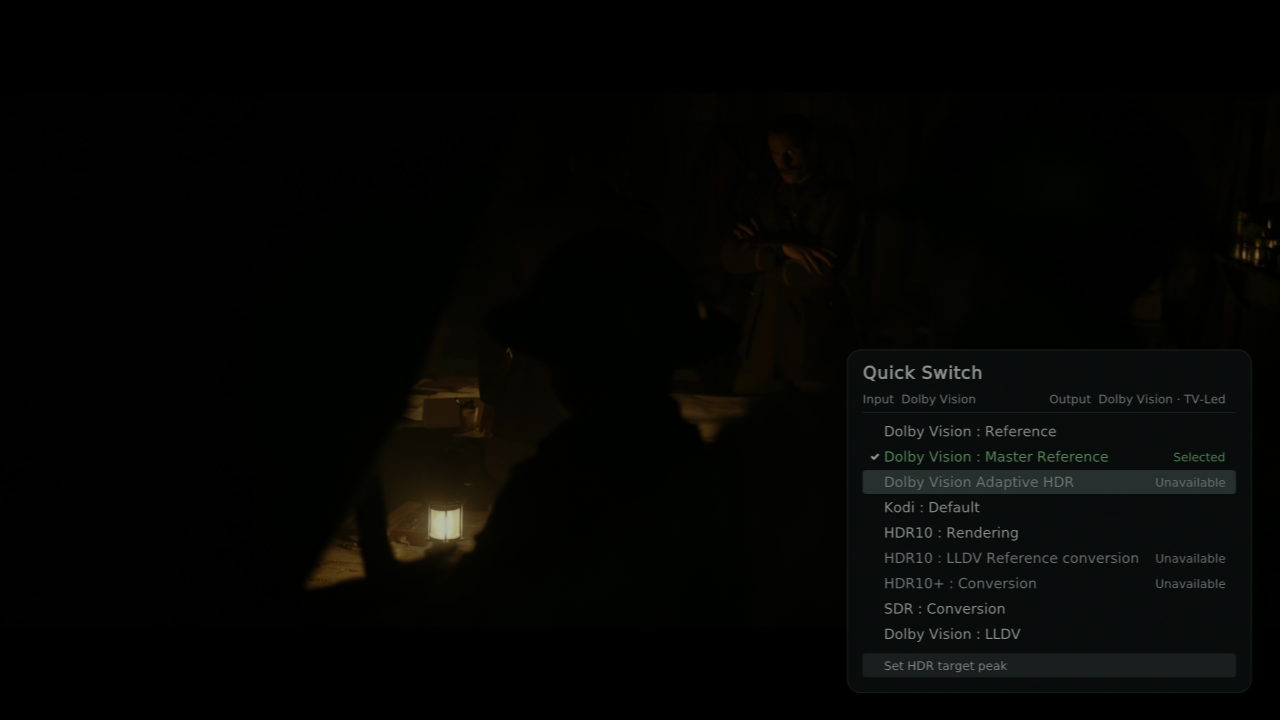 Quick Switch
Input Dolby Vision Output Dolby Vision · TV-Led
Dolby Vision : Reference
✔ Dolby Vision : Master Reference Selected
Dolby Vision Adaptive HDR Unavailable
Kodi : Default
HDR10 : Rendering
HDR10 : LLDV Reference conversion Unavailable
HDR10+ : Conversion Unavailable
SDR : Conversion
Dolby Vision : LLDV
Set HDR target peak